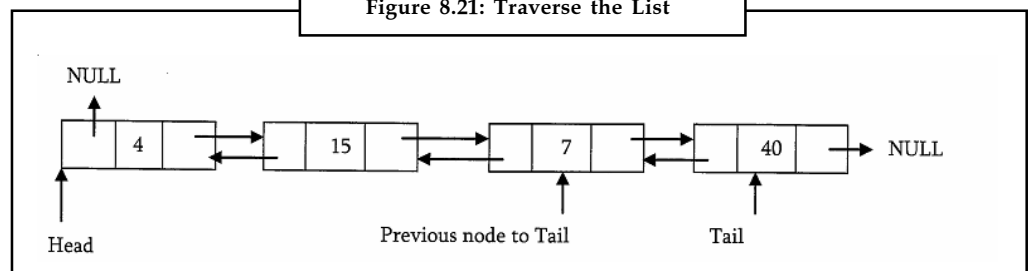 Figure 8.21: Traverse the List
NULL
4 15 7 40 NULL
Previous node to Tail Tail
Head